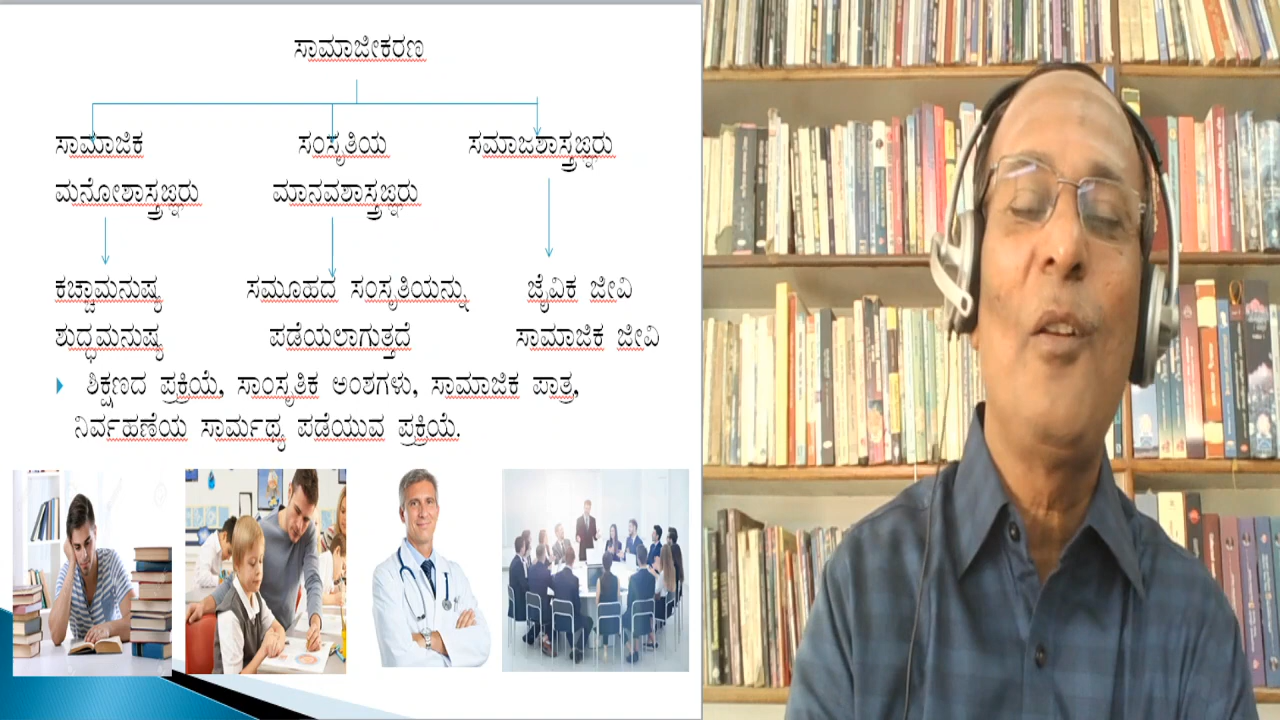 ಸಾಮಾಜೀಕರಣ
ಸಾಮಾಜಿಕ ಸಂಸ್ಕೃತಿಯ ಸಮಾಜಶಾಸ್ತ್ರಜ್ಞರು
ಮನೋಶಾಸ್ತ್ರಜ್ಞರು ಮಾನವಶಾಸ್ತ್ರಜ್ಞರು
ಕಚ್ಚಾಮನುಷ್ಯ ಸಮೂಹದ ಸಂಸ್ಕೃತಿಯನ್ನು ಜೈವಿಕ ಜೀವಿ
ಶುದ್ಧಮನುಷ್ಯ ಪಡೆಯಲಾಗುತ್ತದೆ ಸಾಮಾಜಿಕ ಜೀವಿ
ಶಿಕ್ಷಣದ ಪ್ರಕ್ರಿಯೆ, ಸಾಂಸ್ಕೃತಿಕ ಅಂಶಗಳು, ಸಾಮಾಜಿಕ ಪಾತ್ರ,
ನಿರ್ವಹಣೆಯ ಸಾರ್ಮಥ್ಯ ಪಡೆಯುವ ಪ್ರಕ್ರಿಯೆ.